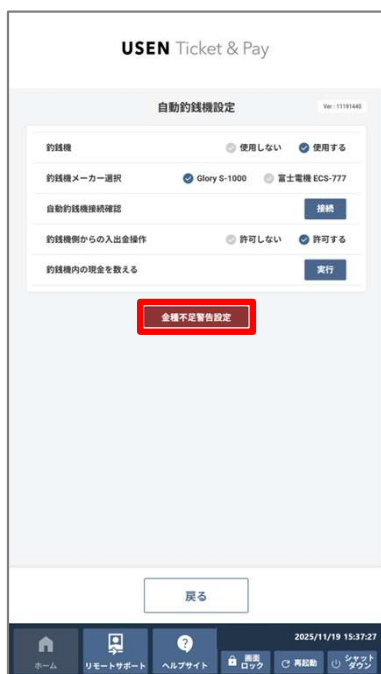 USEN Ticket & Pay
自動釣銭機設定
Ver : 11191440
釣銭機 使用しない 使用する
釣銭機メーカー選択 Glory S-1000 富士電機 ECS-777
自動釣銭機接続確認 接続
釣銭機側からの入出金操作 許可しない 許可する
釣銭機内の現金を数える 実行
金種不足警告設定
戻る
2025/11/19 15:37:27
ホーム リモートサポート ヘルプサイト 画面ロック 再起動 シャットダウン